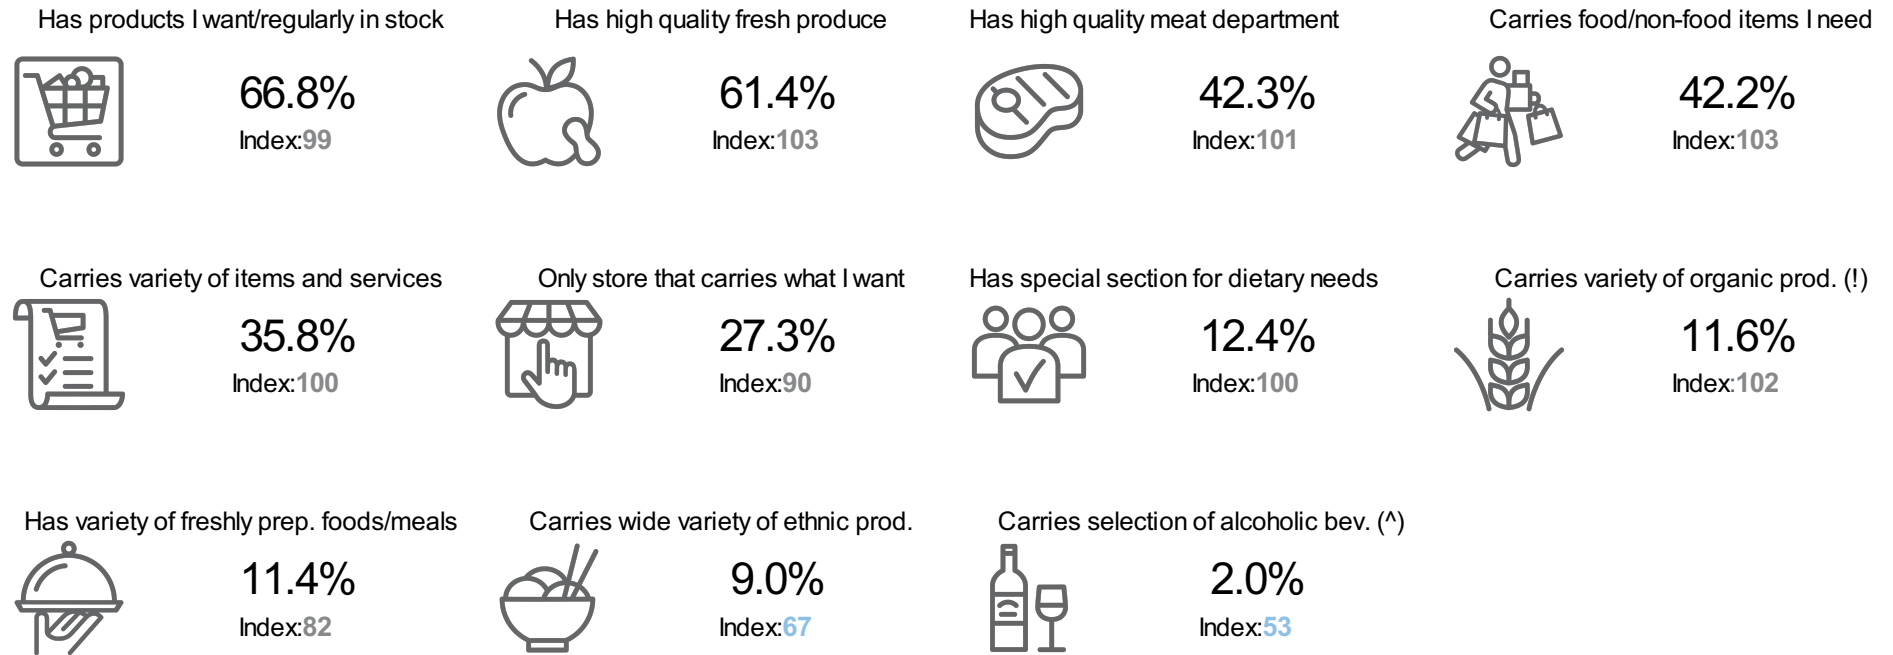 Has products I want/regularly in stock
66.8%
Index:99
Has high quality fresh produce
61.4%
Index:103
Has high quality meat department
42.3%
Index:101
Carries food/non-food items I need
42.2%
Index:103
Carries variety of items and services
35.8%
Index:100
Only store that carries what I want
27.3%
Index:90
Has special section for dietary needs
12.4%
Index:100
Carries variety of organic prod. (!)
11.6%
Index:102
Has variety of freshly prep. foods/meals
11.4%
Index:82
Carries wide variety of ethnic prod.
9.0%
Index:67
Carries selection of alcoholic bev. (^)
2.0%
Index:53